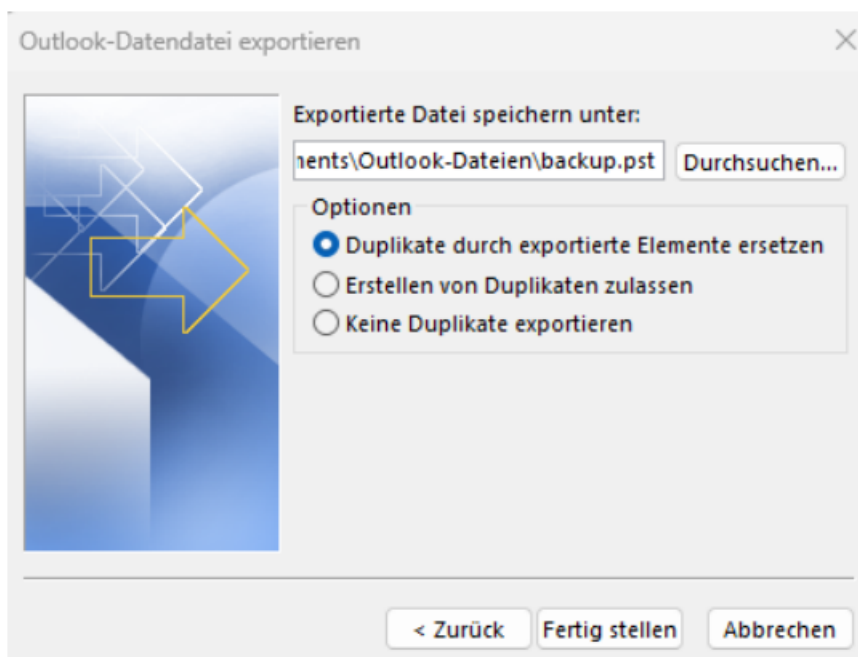 Outlook-Datendatei exportieren
Exportierte Datei speichern unter:
nents\Outlook-Dateien\backup.pst Durchsuchen...
Optionen
Duplikate durch exportierte Elemente ersetzen
Erstellen von Duplikaten zulassen
Keine Duplikate exportieren
< Zurück Fertig stellen Abbrechen